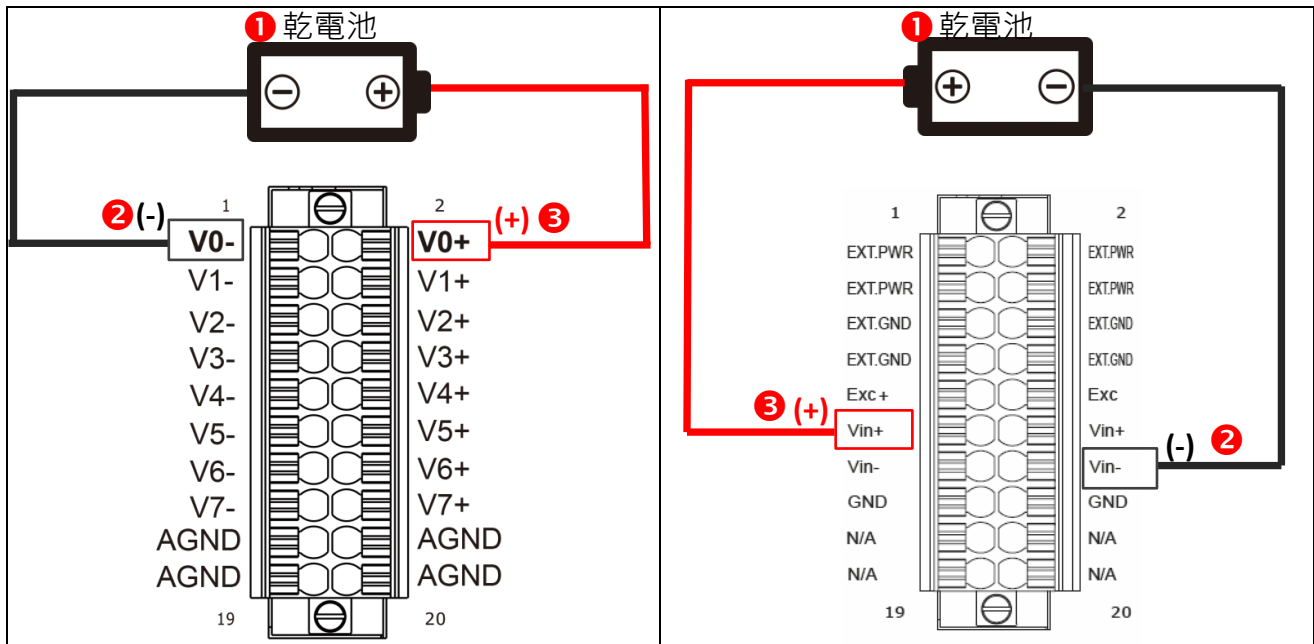 ❶ 乾電池
− +
1 2
❷ (-) V0- V0+ (+) ❸
V1- V1+
V2- V2+
V3- V3+
V4- V4+
V5- V5+
V6- V6+
V7- V7+
AGND AGND
AGND AGND
19 20
❶ 乾電池
+ −
1 2
EXT.PWR EXT.PWR
EXT.PWR EXT.PWR
EXT.GND EXT.GND
EXT.GND EXT.GND
Exc+ Exc
❸ (+) Vin+ Vin+
Vin- Vin- (-) ❷
GND GND
N/A N/A
N/A N/A
19 20